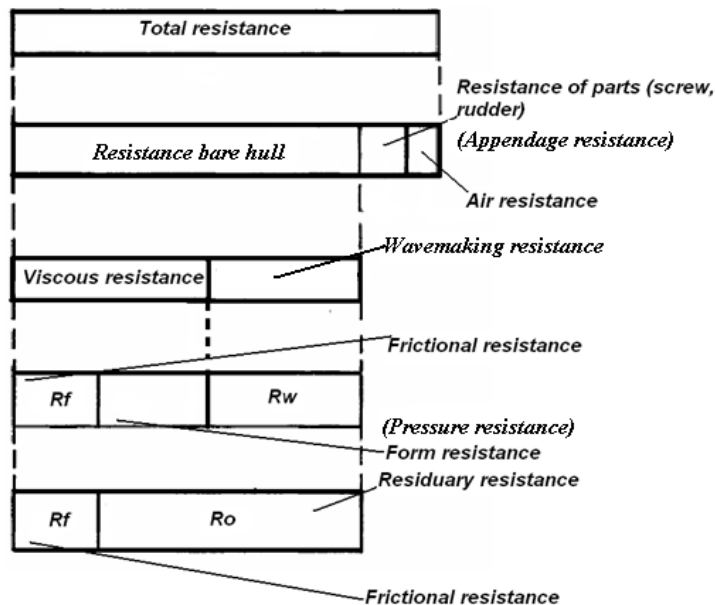 Total resistance
Resistance of parts (screw,
rudder)
Resistance bare hull
(Appendage resistance)
Air resistance
Wavemaking resistance
Viscous resistance
Frictional resistance
Rf
Rw
(Pressure resistance)
Form resistance
Residuary resistance
Rf
Ro
Frictional resistance